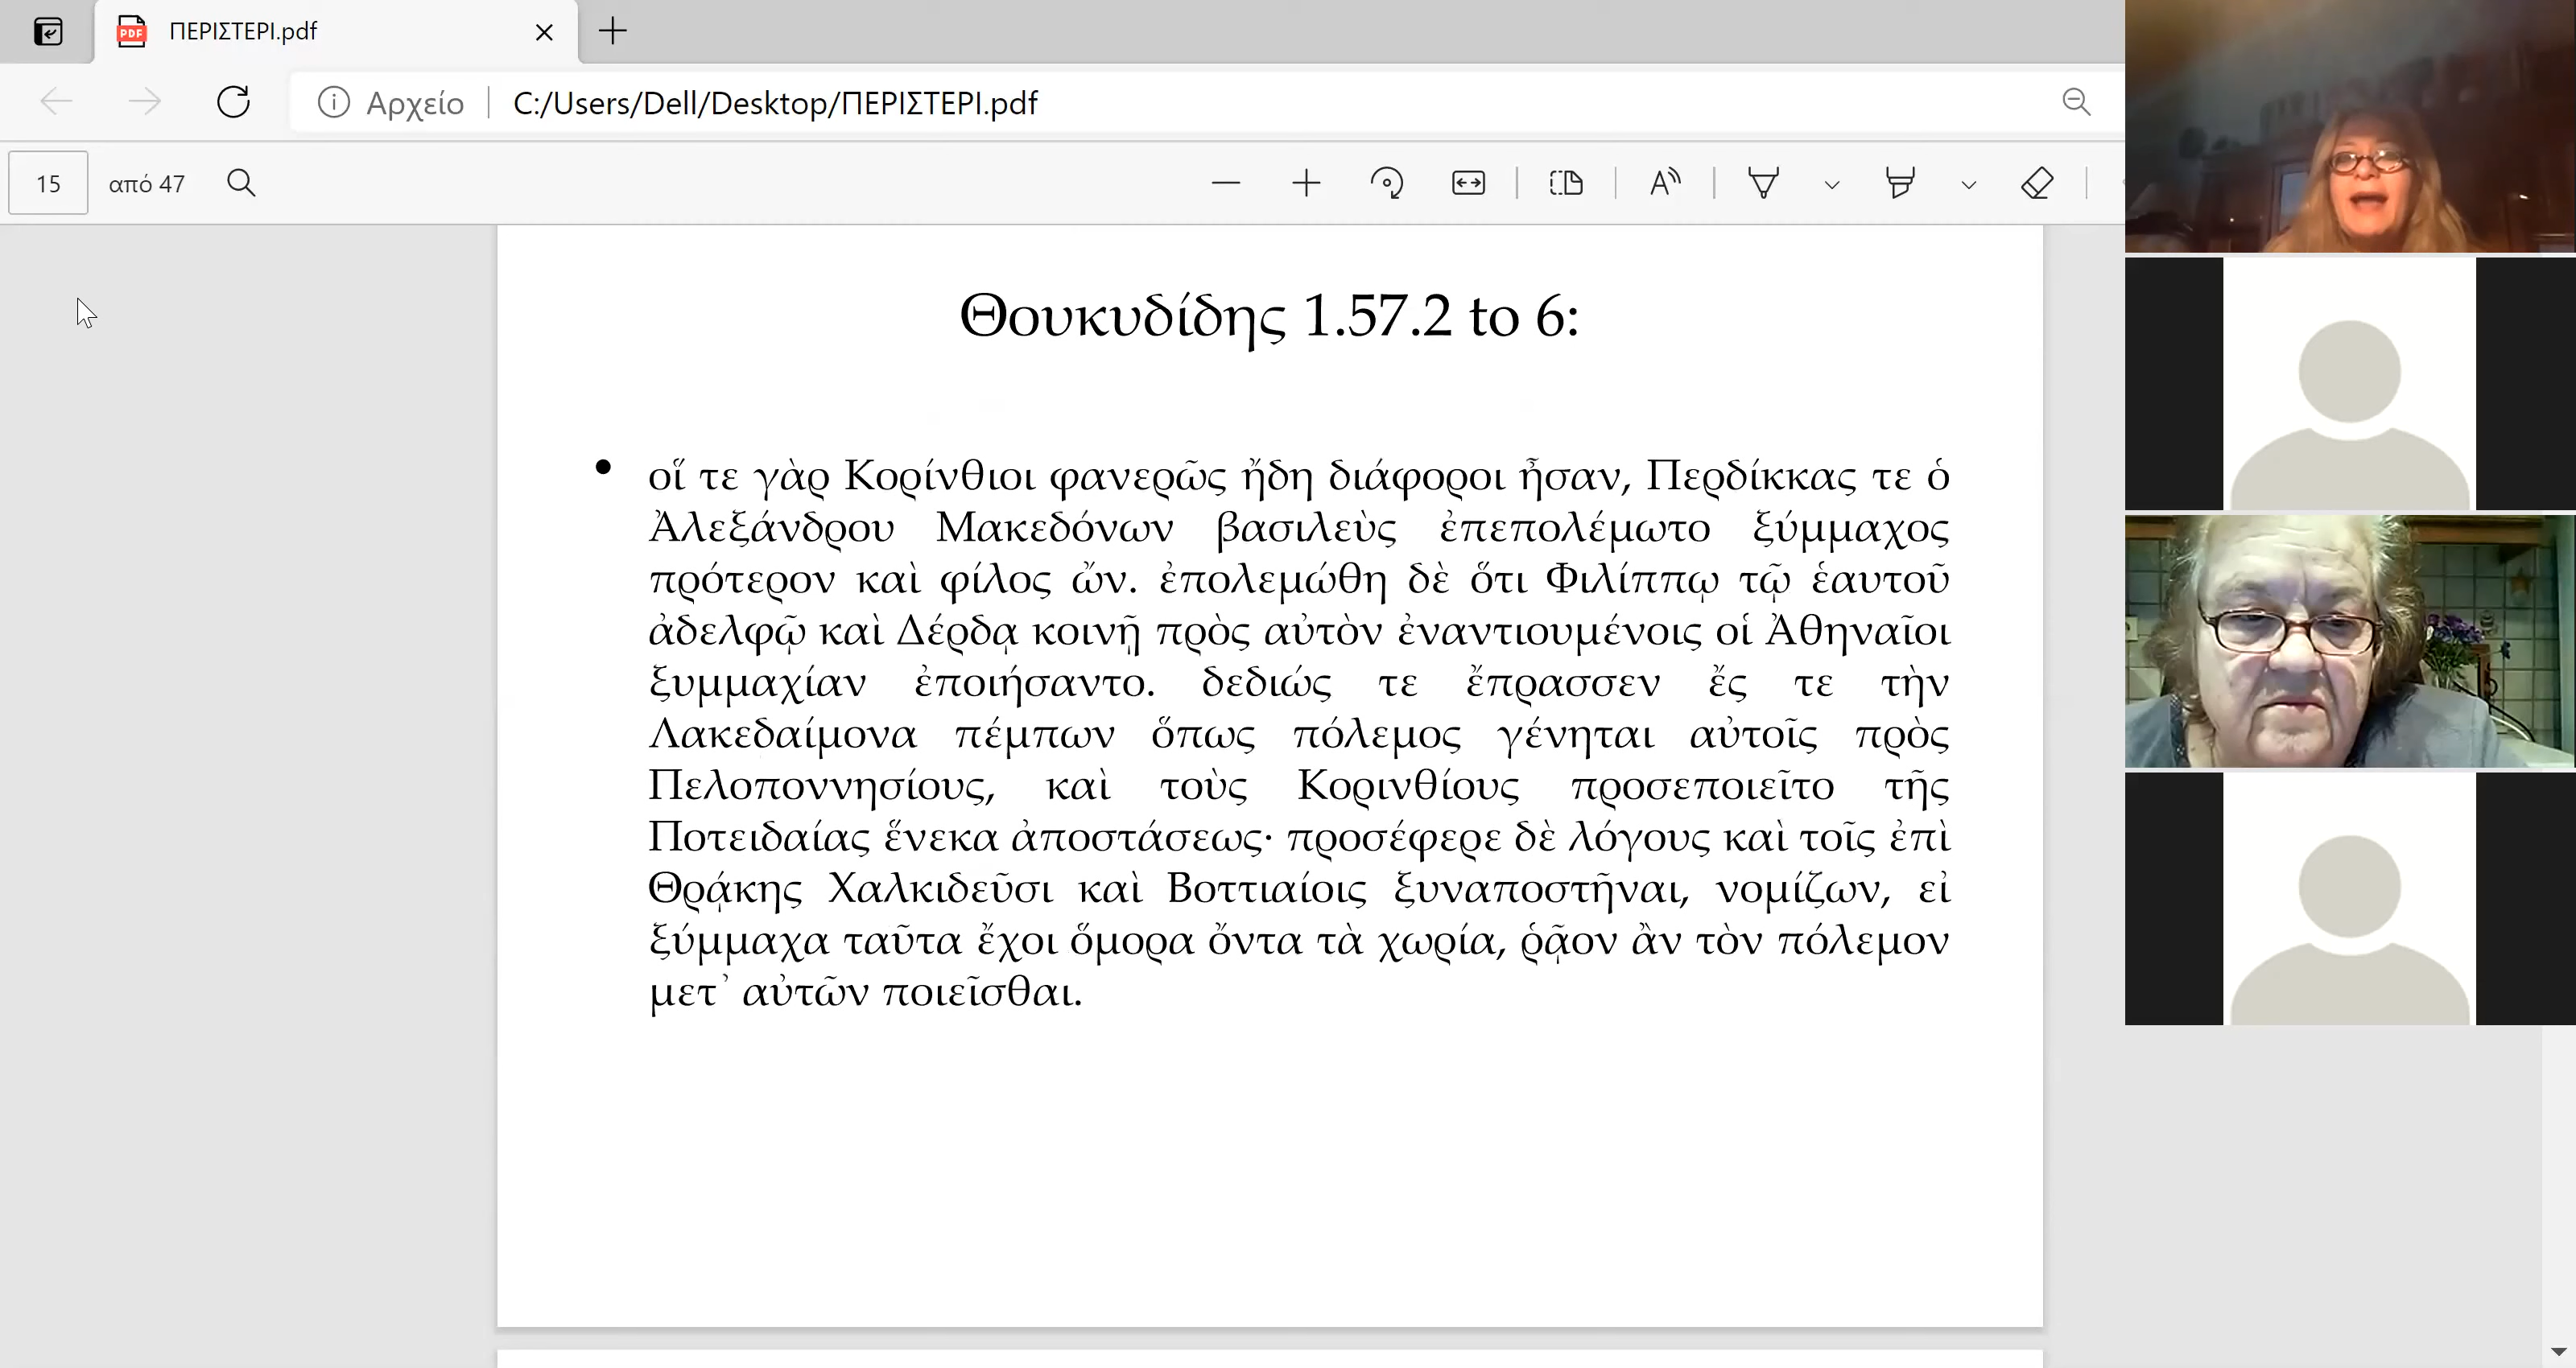 ΠΕΡΙΣΤΕΡΙ.pdf
Αρχείο C:/Users/Dell/Desktop/ΠΕΡΙΣΤΕΡΙ.pdf
15 από 47
Θουκυδίδης 1.57.2 to 6:
• οἵ τε γὰρ Κορίνθιοι φανερῶς ἤδη διάφοροι ἦσαν, Περδίκκας τε ὁ
Ἀλεξάνδρου Μακεδόνων βασιλεὺς ἐπεπολέμωτο ξύμμαχος
πρότερον καὶ φίλος ὤν. ἐπολεμώθη δὲ ὅτι Φιλίππῳ τῷ ἑαυτοῦ
ἀδελφῷ καὶ Δέρδᾳ κοινῇ πρὸς αὐτὸν ἐναντιουμένοις οἱ Ἀθηναῖοι
ξυμμαχίαν ἐποιήσαντο. δεδιώς τε ἔπρασσεν ἔς τε τὴν
Λακεδαίμονα πέμπων ὅπως πόλεμος γένηται αὐτοῖς πρὸς
Πελοποννησίους, καὶ τοὺς Κορινθίους προσεποιεῖτο τῆς
Ποτειδαίας ἕνεκα ἀποστάσεως· προσέφερε δὲ λόγους καὶ τοῖς ἐπὶ
Θρᾴκης Χαλκιδεῦσι καὶ Βοττιαίοις ξυναποστῆναι, νομίζων, εἰ
ξύμμαχα ταῦτα ἔχοι ὅμορα ὄντα τὰ χωρία, ῥᾷον ἂν τὸν πόλεμον
μετ᾽ αὐτῶν ποιεῖσθαι.